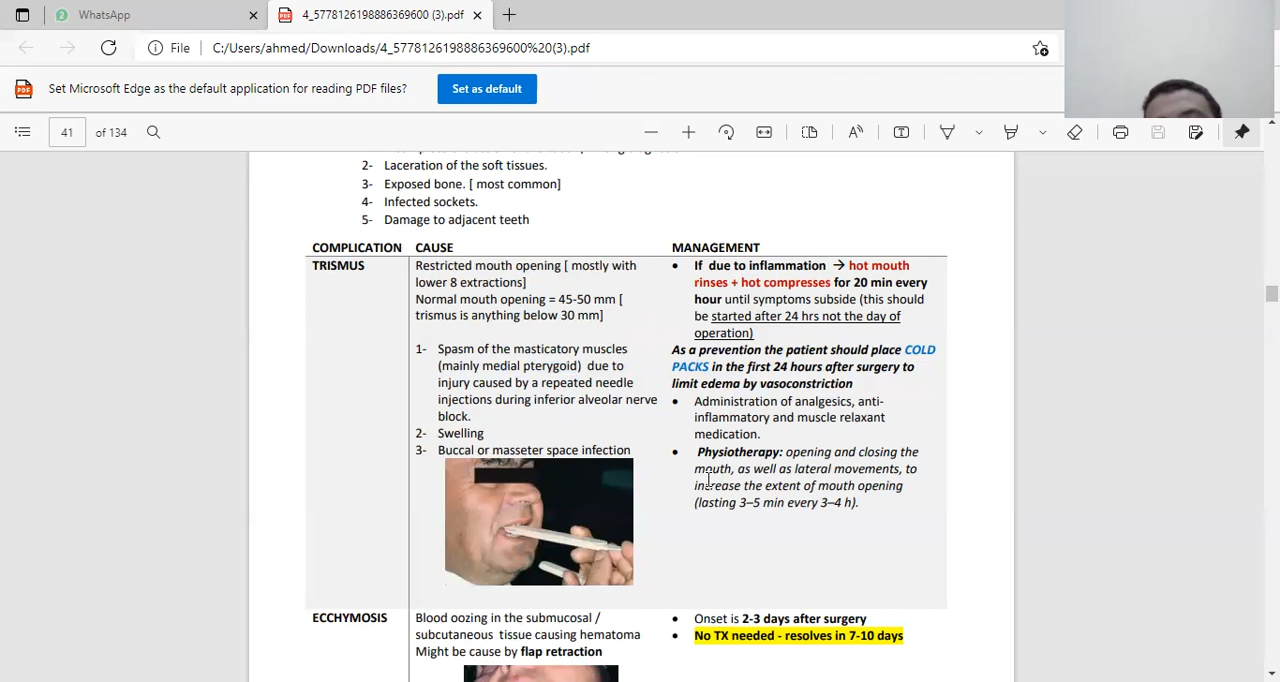 WhatsApp
4_5778126198886369600 (3).pdf
File
C:/Users/ahmed/Downloads/4_5778126198886369600%20(3).pdf
Set Microsoft Edge as the default application for reading PDF files?
Set as default
41 of 134
2- Laceration of the soft tissues.
3- Exposed bone. [ most common]
4- Infected sockets.
5- Damage to adjacent teeth
COMPLICATION CAUSE MANAGEMENT
TRISMUS
Restricted mouth opening [ mostly with
lower 8 extractions]
Normal mouth opening = 45-50 mm [
trismus is anything below 30 mm]
1- Spasm of the masticatory muscles
(mainly medial pterygoid) due to
injury caused by a repeated needle
injections during inferior alveolar nerve
block.
2- Swelling
3- Buccal or masseter space infection
• If due to inflammation → hot mouth
rinses + hot compresses for 20 min every
hour until symptoms subside (this should
be started after 24 hrs not the day of
operation)
As a prevention the patient should place COLD
PACKS in the first 24 hours after surgery to
limit edema by vasoconstriction
• Administration of analgesics, anti-
inflammatory and muscle relaxant
medication.
• Physiotherapy: opening and closing the
mouth, as well as lateral movements, to
increase the extent of mouth opening
(lasting 3–5 min every 3–4 h).
ECCHYMOSIS
Blood oozing in the submucosal /
subcutaneous tissue causing hematoma
Might be cause by flap retraction
• Onset is 2-3 days after surgery
• No TX needed - resolves in 7-10 days